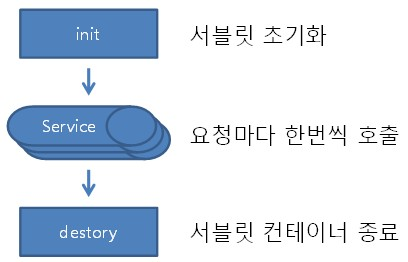 init
서블릿 초기화
Service
요청마다 한번씩 호출
destory
서블릿 컨테이너 종료